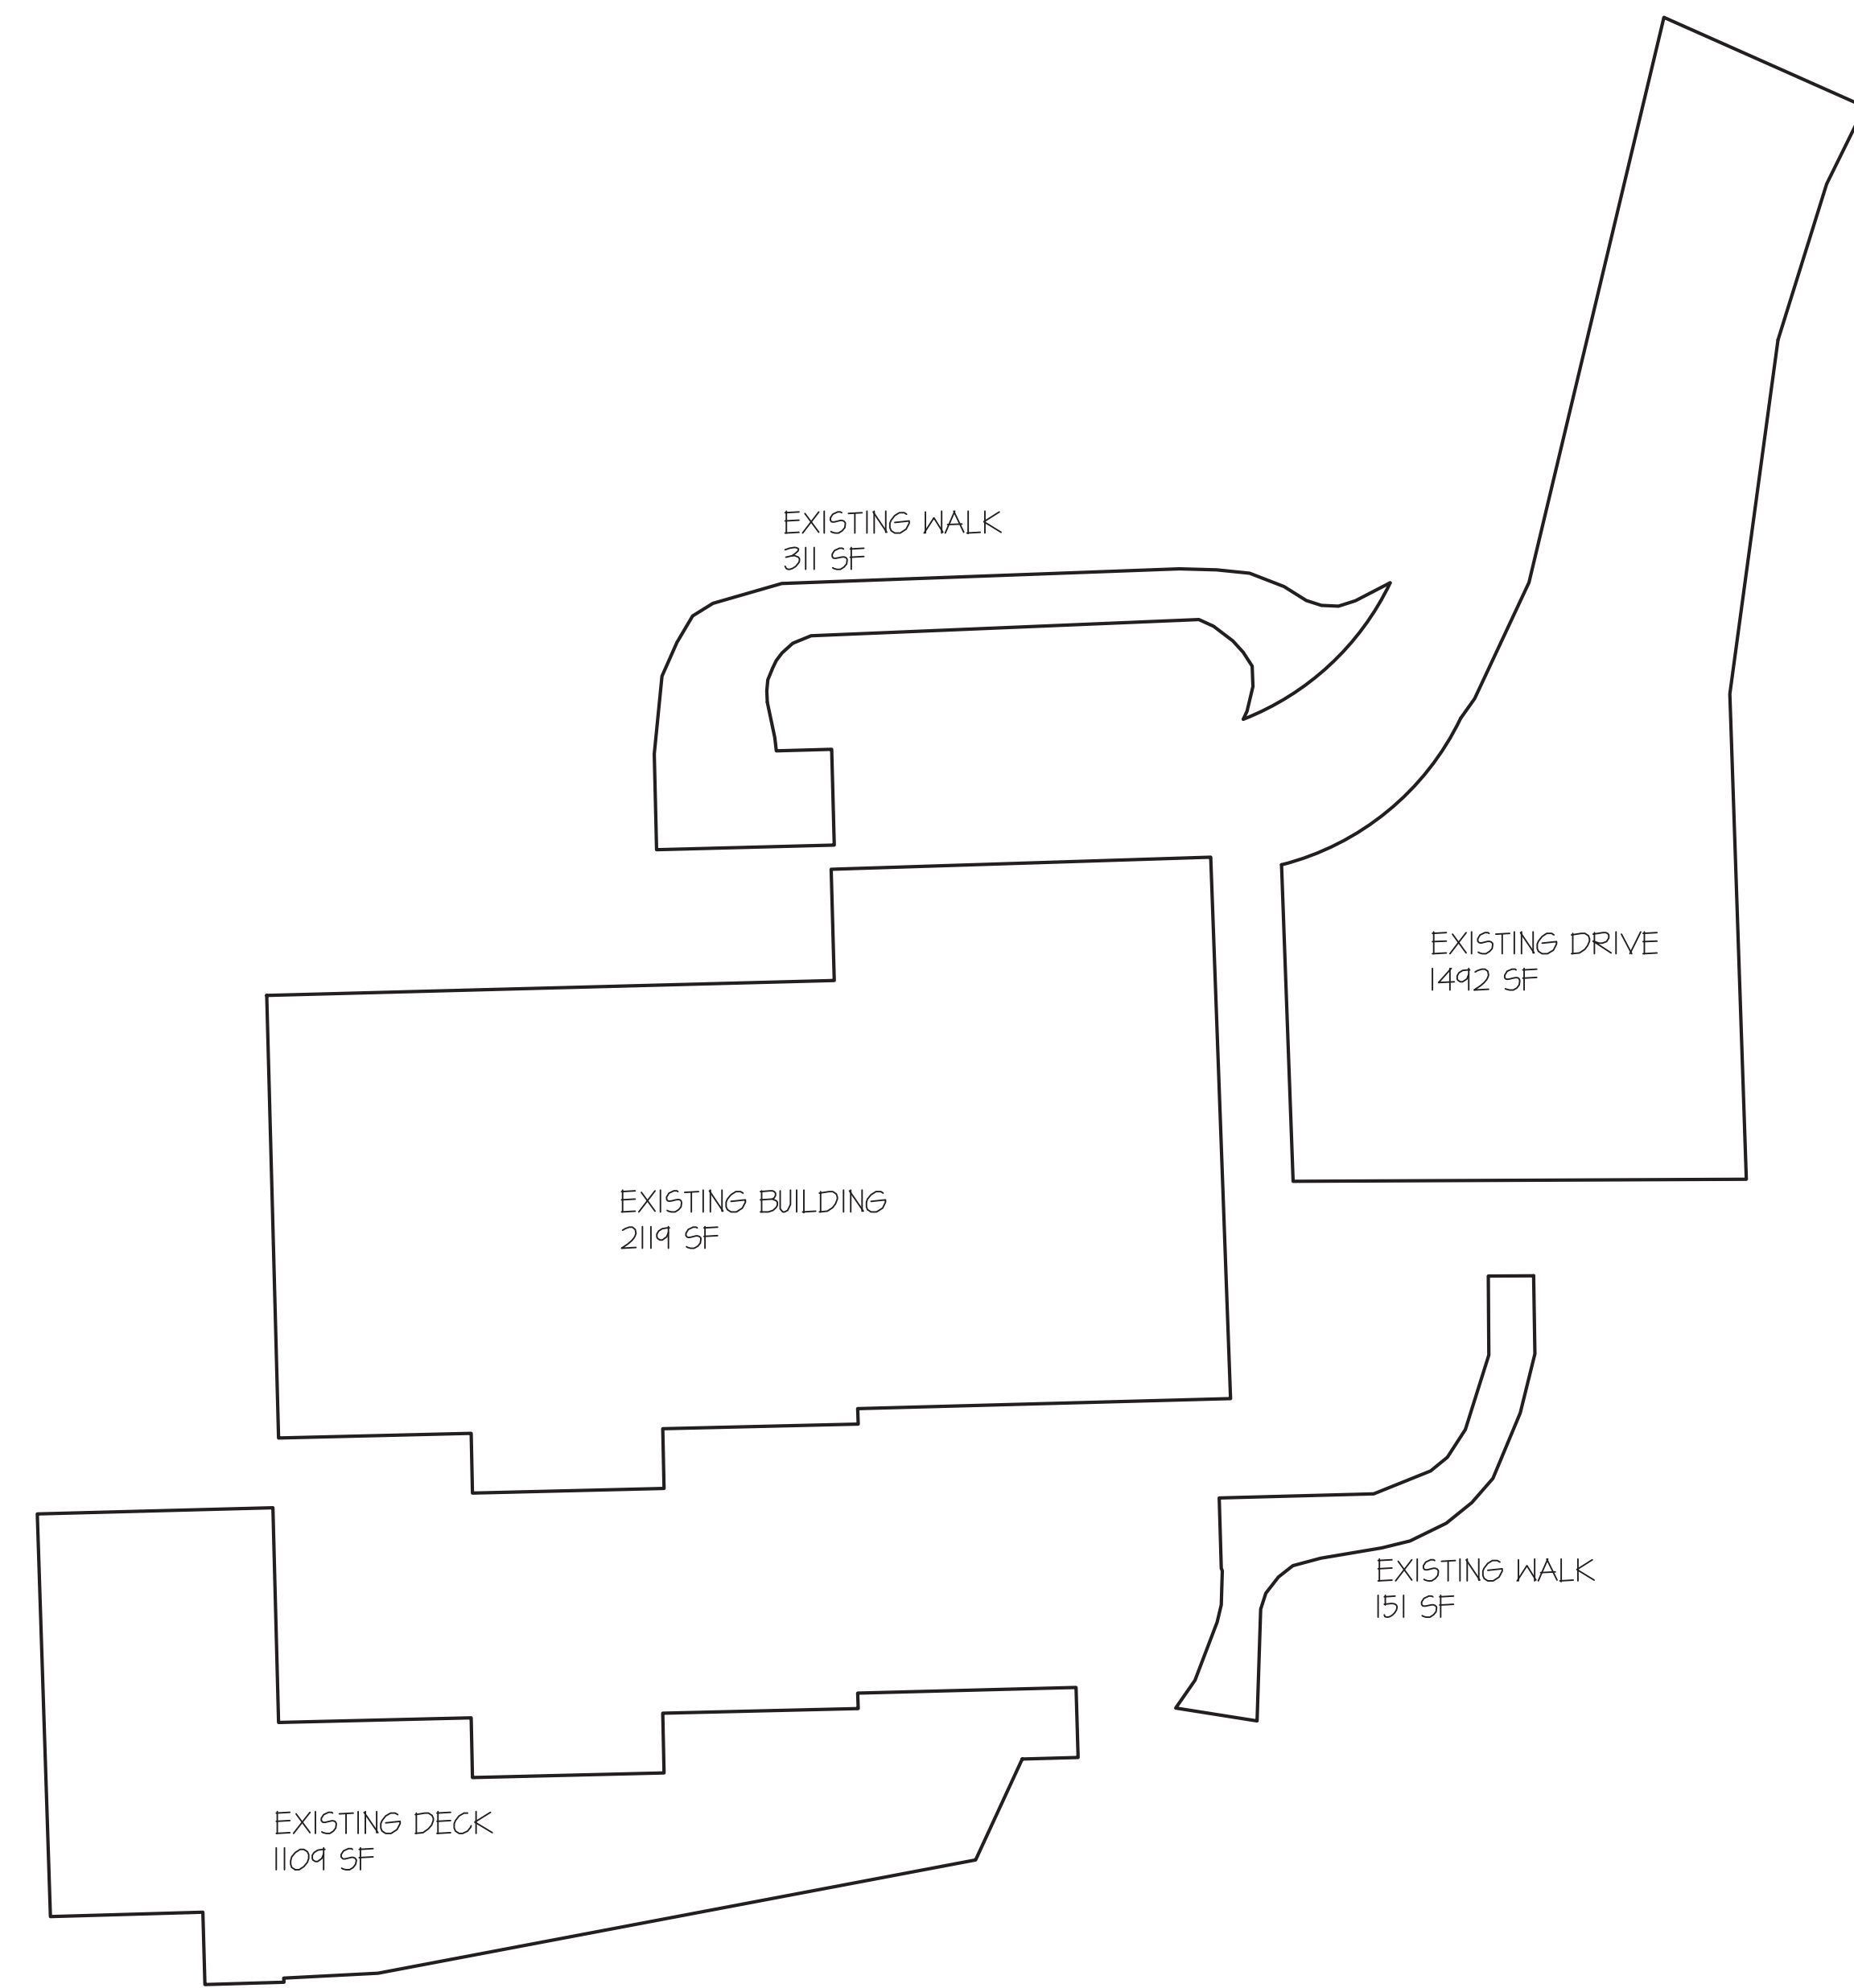 EXISTING WALK
311 SF
EXISTING DRIVE
1492 SF
EXISTING BUILDING
2119 SF
EXISTING WALK
151 SF
EXISTING DECK
1109 SF